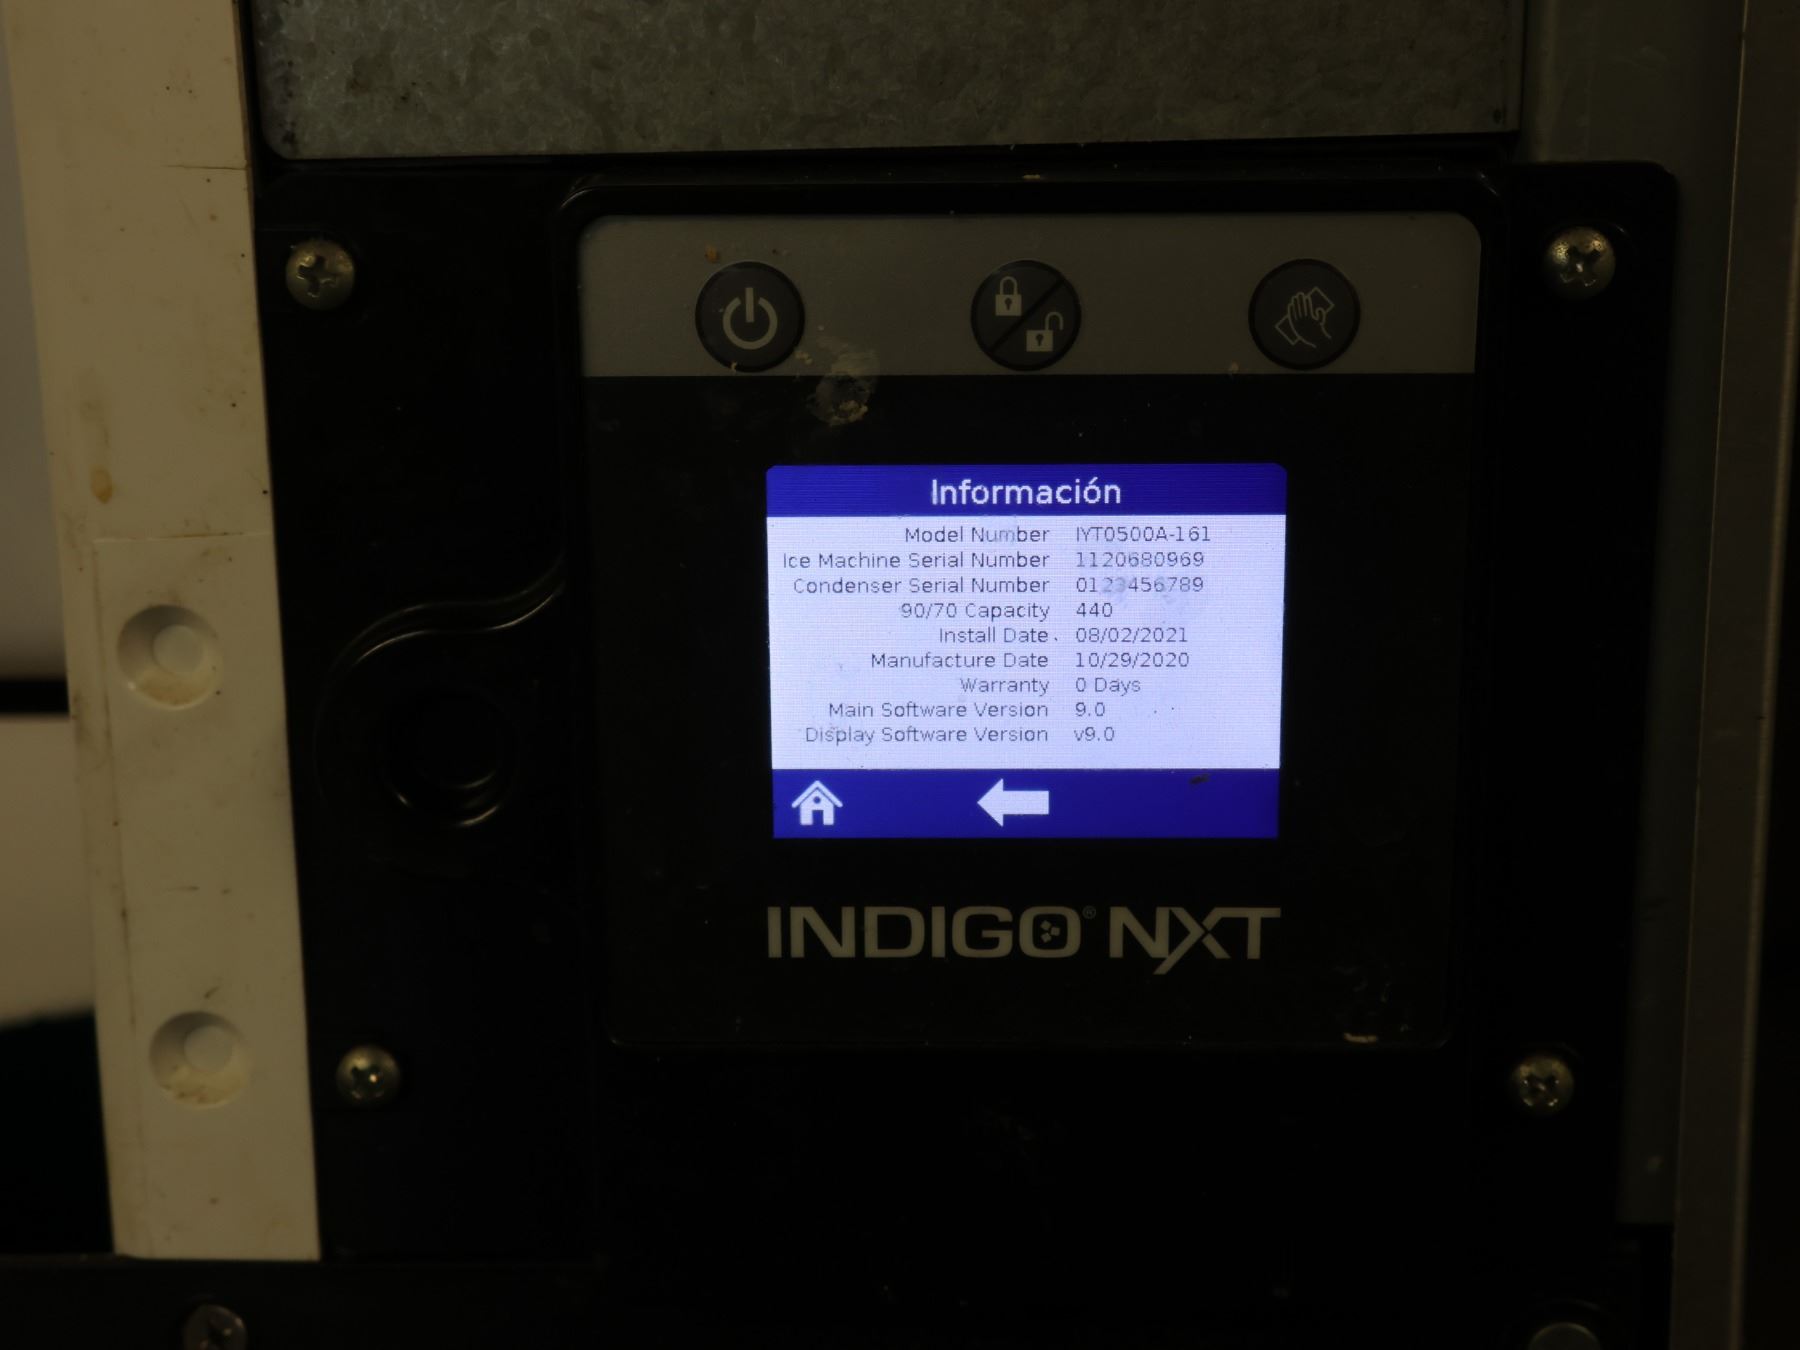 Información
Model Number IYT0500A-161
Ice Machine Serial Number 1120680969
Condenser Serial Number 0123456789
90/70 Capacity 440
Install Date 08/02/2021
Manufacture Date 10/29/2020
Warranty 0 Days
Main Software Version 9.0
Display Software Version v9.0
INDIGO® NXT